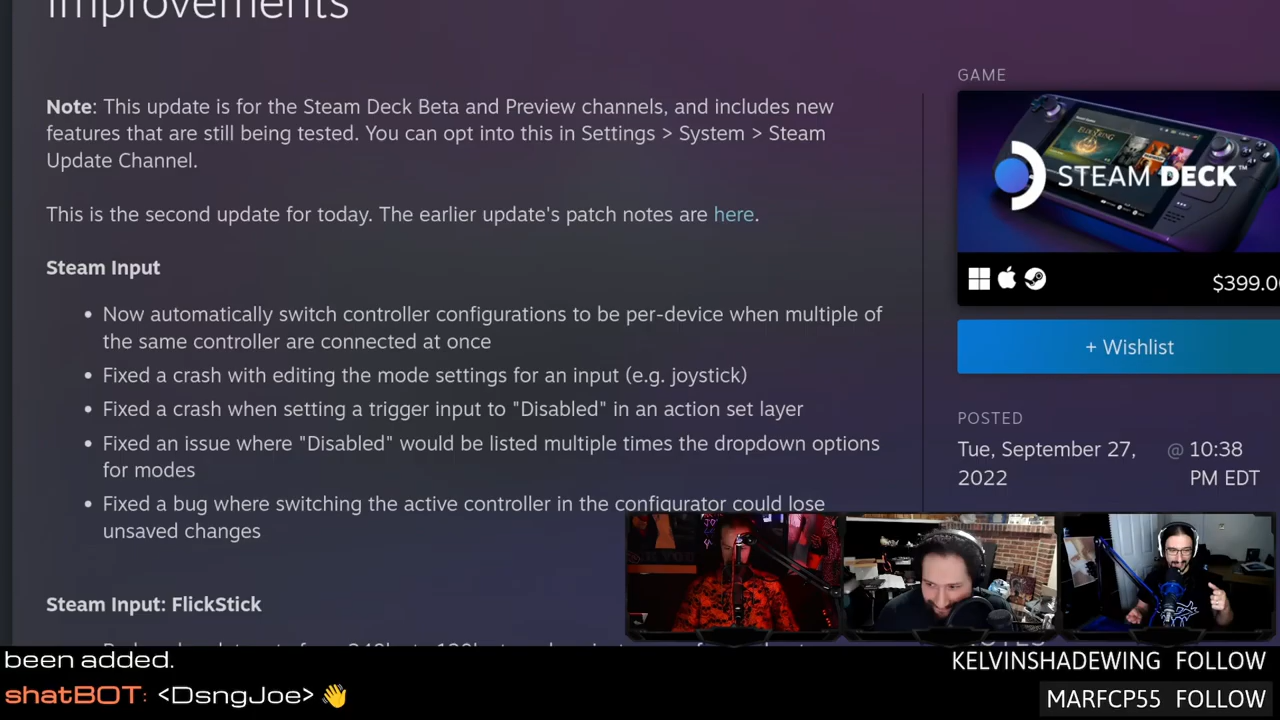 Improvements
Note: This update is for the Steam Deck Beta and Preview channels, and includes new
features that are still being tested. You can opt into this in Settings > System > Steam
Update Channel.
This is the second update for today. The earlier update's patch notes are here.
Steam Input
• Now automatically switch controller configurations to be per-device when multiple of
the same controller are connected at once
• Fixed a crash with editing the mode settings for an input (e.g. joystick)
• Fixed a crash when setting a trigger input to "Disabled" in an action set layer
• Fixed an issue where "Disabled" would be listed multiple times the dropdown options
for modes
• Fixed a bug where switching the active controller in the configurator could lose
unsaved changes
Steam Input: FlickStick
GAME
STEAM DECK™
$399.0
+ Wishlist
POSTED
Tue, September 27,
2022
@ 10:38
PM EDT
been added.
shatBOT: <DsngJoe> 👋
KELVINSHADEWING FOLLOW
MARFCP55 FOLLOW